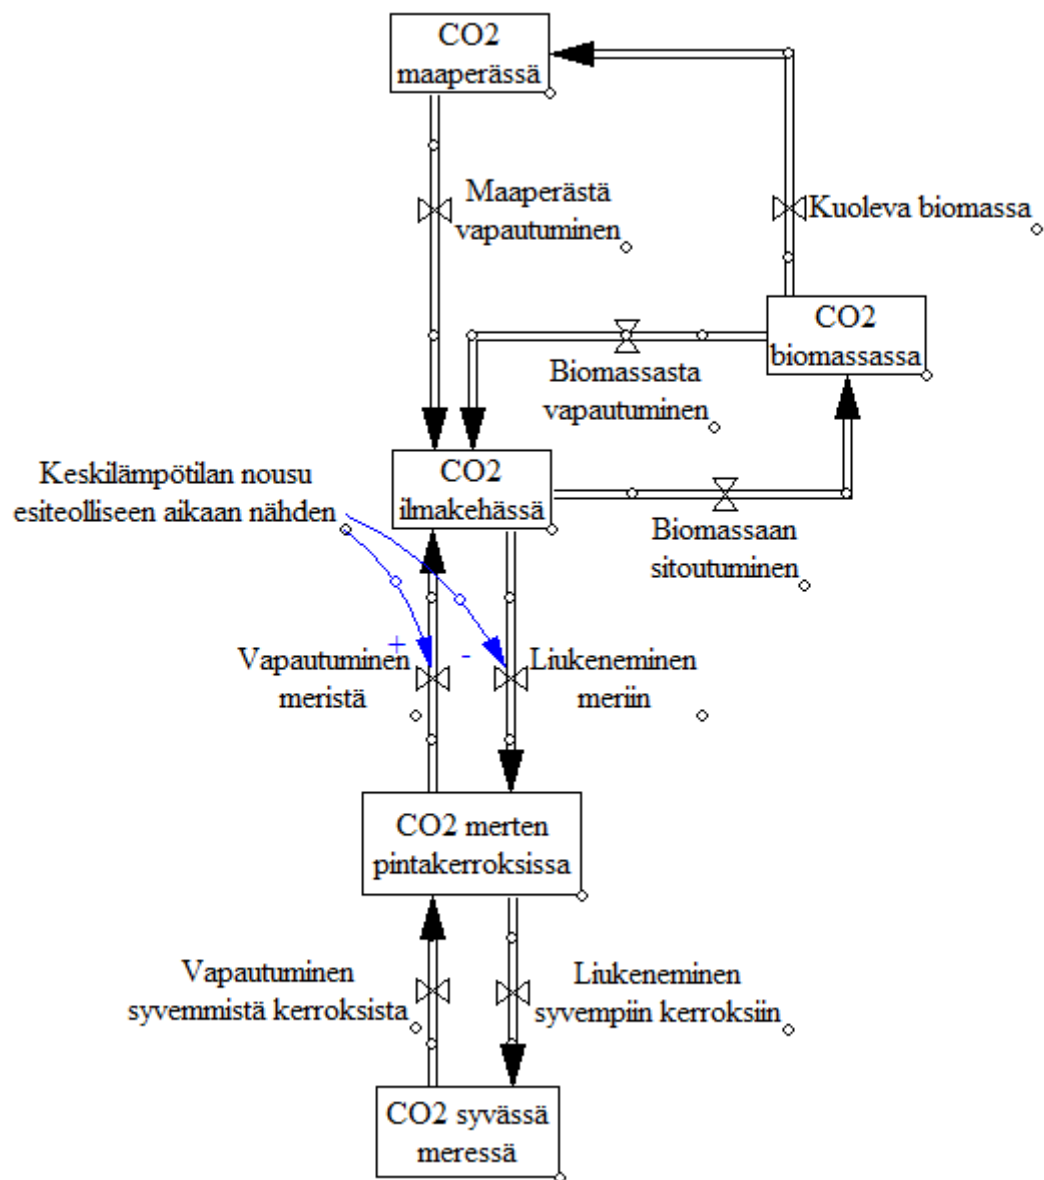 CO2
maaperässä
Maaperästä
vapautuminen
Kuoleva biomassa
CO2
biomassassa
Biomassasta
vapautuminen
Keskilämpötilan nousu
esiteolliseen aikaan nähden
CO2
ilmakehässä
Biomassaan
sitoutuminen
+
-
Vapautuminen
meristä
Liukeneminen
meriin
CO2 merten
pintakerroksissa
Vapautuminen
syvemmistä kerroksista
Liukeneminen
syvempiin kerroksiin
CO2 syvässä
meressä